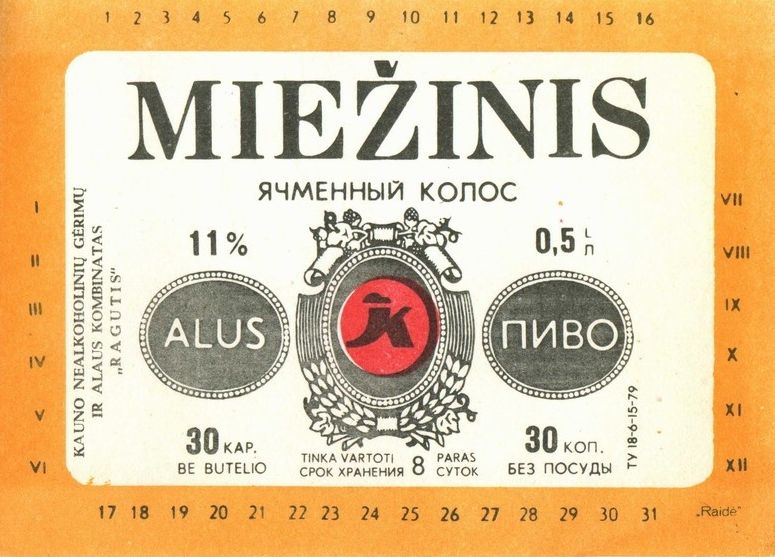 1 2 3 4 5 6 7 8 9 10 11 12 13 14 15 16
MIEŽINIS
ЯЧМЕННЫЙ КОЛОС
KAUNO NEALKOHOLINIŲ GĖRIMŲ
IR ALAUS KOMBINATAS
„RAGUTIS"
I
II
III
IV
V
VI
11%
0,5 L
Л
ALUS
JK
ПИВО
30 KAP.
BE BUTELIO
TINKA VARTOTI 8 PARAS
СРОК ХРАНЕНИЯ СУТОК
30 КОП.
БЕЗ ПОСУДЫ
ТУ 18-6-15-79
VII
VIII
IX
X
XI
XII
17 18 19 20 21 22 23 24 25 26 27 28 29 30 31
„Raidė"